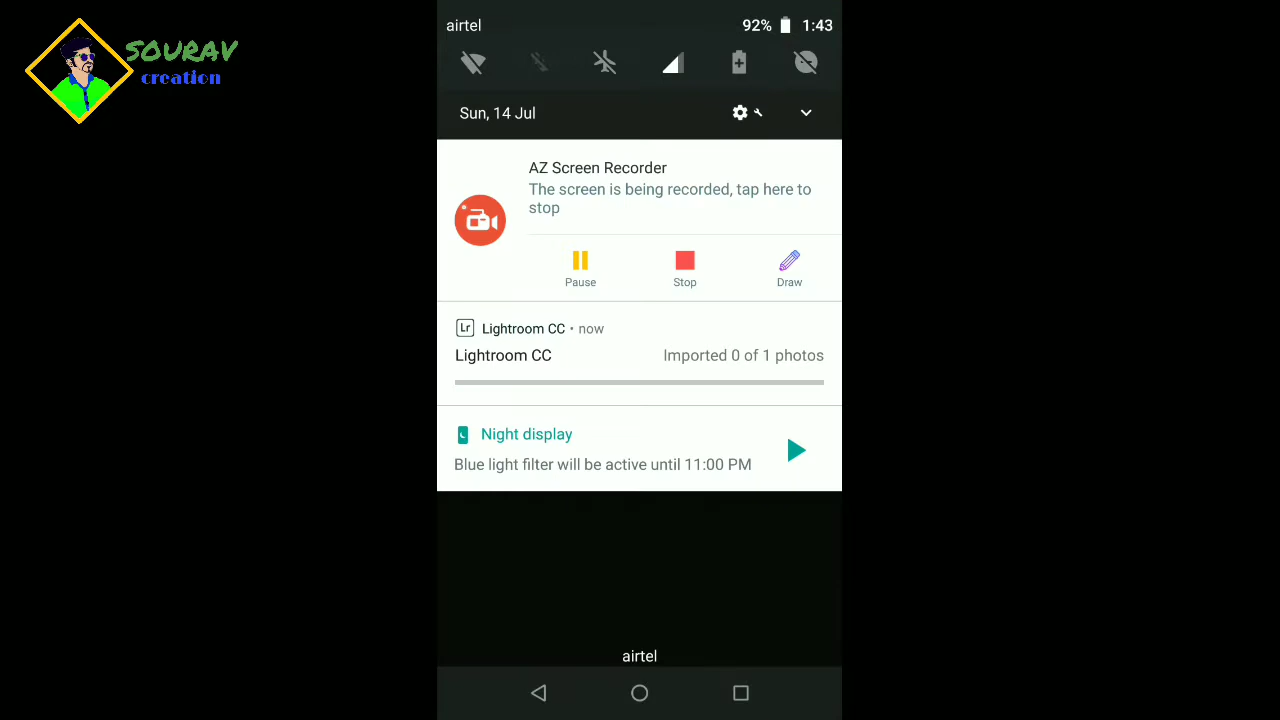 SOURAV
creation
airtel 92% 1:43
Sun, 14 Jul
AZ Screen Recorder
The screen is being recorded, tap here to
stop
Pause Stop Draw
Lr Lightroom CC • now
Lightroom CC Imported 0 of 1 photos
Night display
Blue light filter will be active until 11:00 PM
airtel